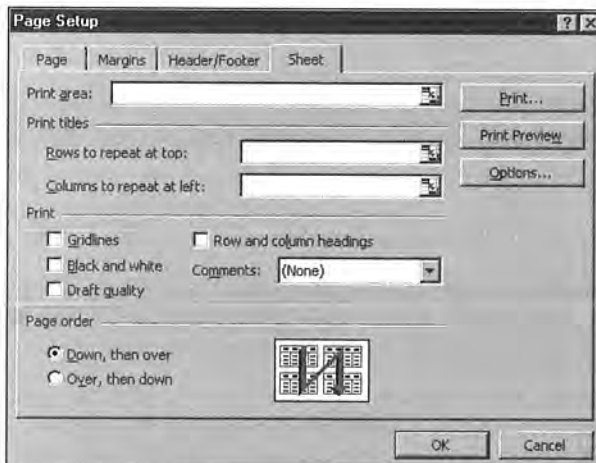 Page Setup
Page Margins Header/Footer Sheet
Print area:
Print...
Print titles
Print Preview
Rows to repeat at top:
Options...
Columns to repeat at left:
Print
Gridlines Row and column headings
Black and white Comments: (None)
Draft quality
Page order
Down, then over
Over, then down
OK Cancel